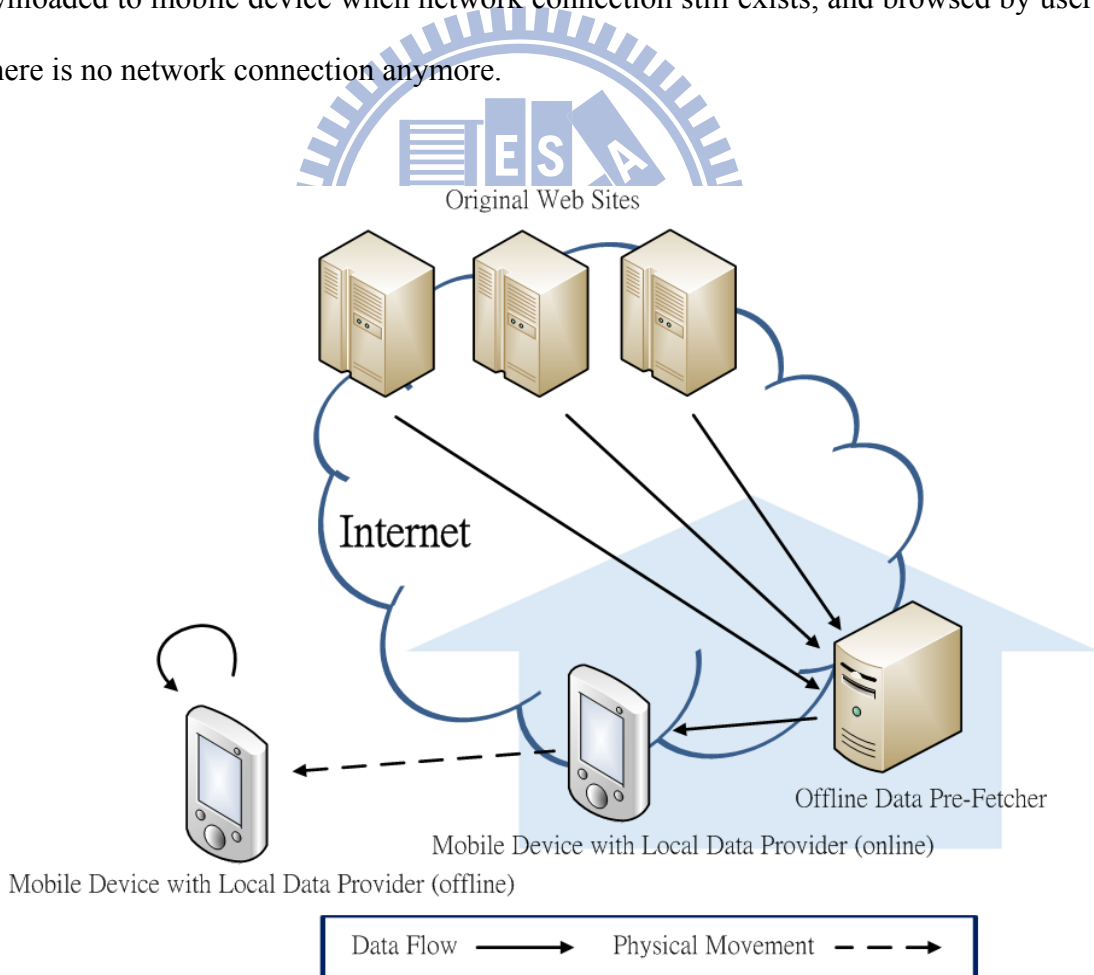 downloaded to mobile device when network connection still exists, and browsed by user
there is no network connection anymore.
E S A
Original Web Sites
Internet
Offline Data Pre-Fetcher
Mobile Device with Local Data Provider (online)
Mobile Device with Local Data Provider (offline)
Data Flow Physical Movement